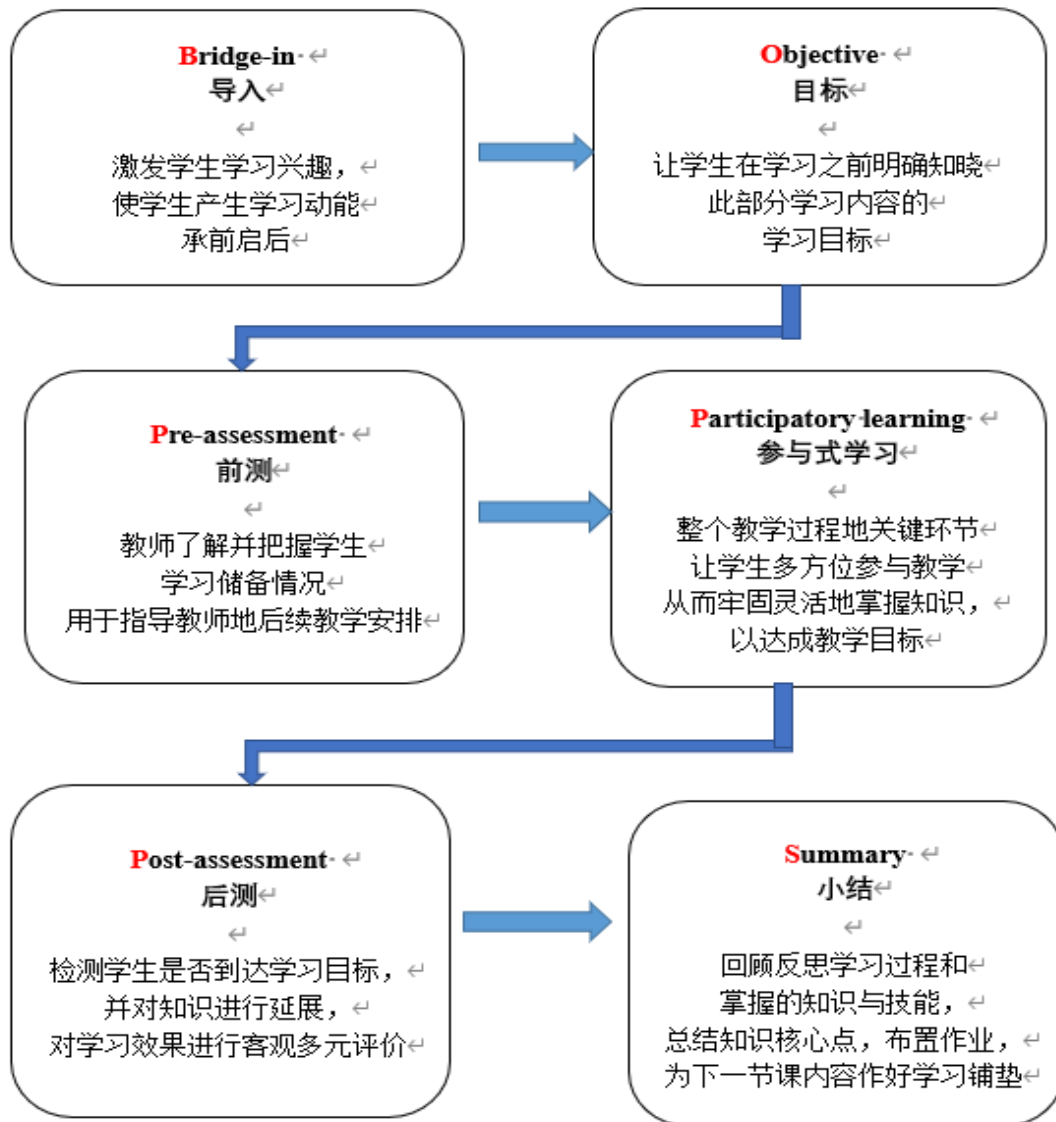 Bridge-in· ↵
导入↵
↵
激发学生学习兴趣，↵
使学生产生学习动能↵
承前启后↵
Objective· ↵
目标↵
↵
让学生在学习之前明确知晓↵
此部分学习内容的↵
学习目标↵
Pre-assessment· ↵
前测↵
↵
教师了解并把握学生↵
学习储备情况↵
用于指导教师地后续教学安排↵
Participatory·learning· ↵
参与式学习↵
↵
整个教学过程地关键环节↵
让学生多方位参与教学↵
从而牢固灵活地掌握知识，↵
以达成教学目标↵
Post-assessment· ↵
后测↵
↵
检测学生是否到达学习目标，↵
并对知识进行延展，↵
对学习效果进行客观多元评价↵
Summary· ↵
小结↵
↵
回顾反思学习过程和↵
掌握的知识与技能，↵
总结知识核心点，布置作业，↵
为下一节课内容作好学习铺垫↵